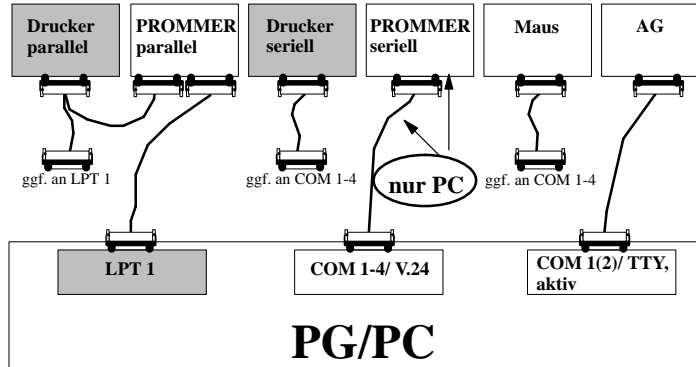 Drucker
parallel
PROMMER
parallel
Drucker
seriell
PROMMER
seriell
Maus
AG
ggf. an LPT 1
ggf. an COM 1-4
nur PC
ggf. an COM 1-4
LPT 1
COM 1-4/ V.24
COM 1(2)/ TTY,
aktiv
PG/PC